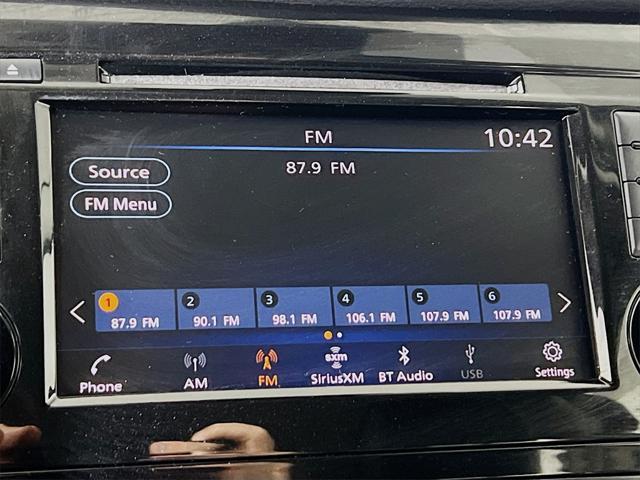 FM 10:42
Source 87.9 FM
FM Menu
1 2 3 4 5 6
87.9 FM 90.1 FM 98.1 FM 106.1 FM 107.9 FM 107.9 FM
sxm
Phone AM FM SiriusXM BT Audio USB Settings